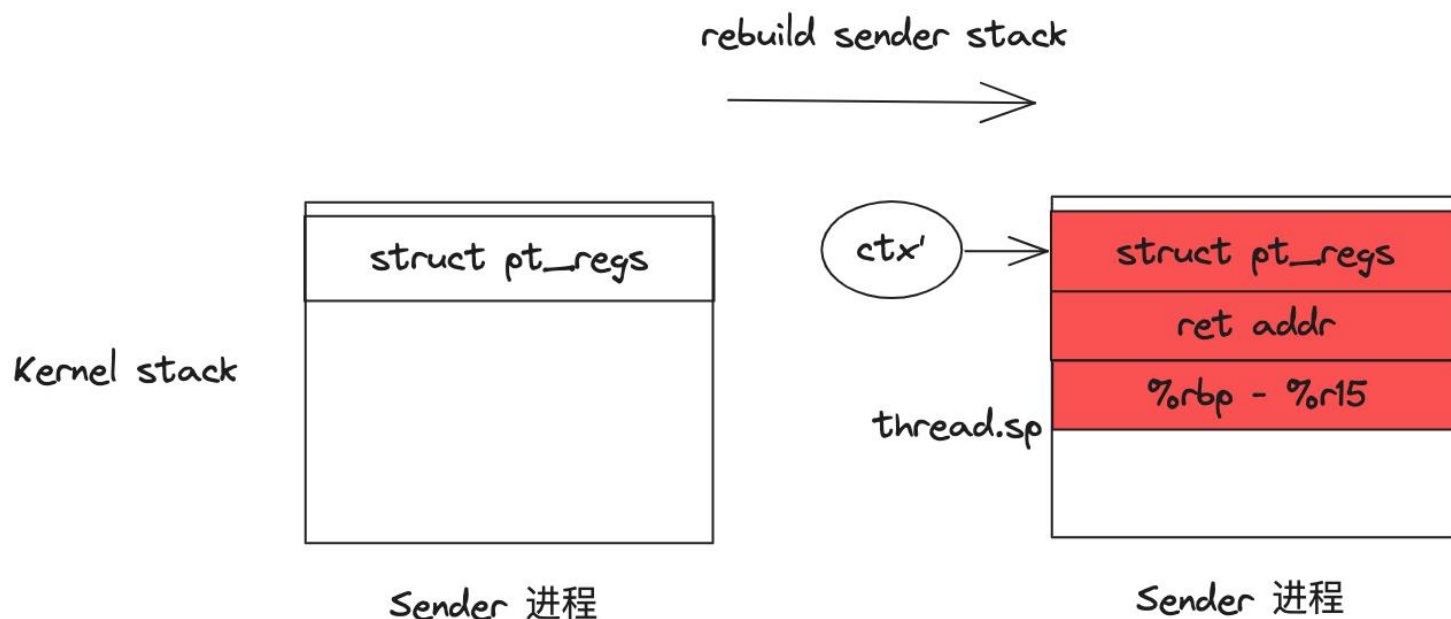 rebuild sender stack
struct pt_regs
ctx'
struct pt_regs
ret addr
Kernel stack
%rbp - %r15
thread.sp
Sender 进程
Sender 进程